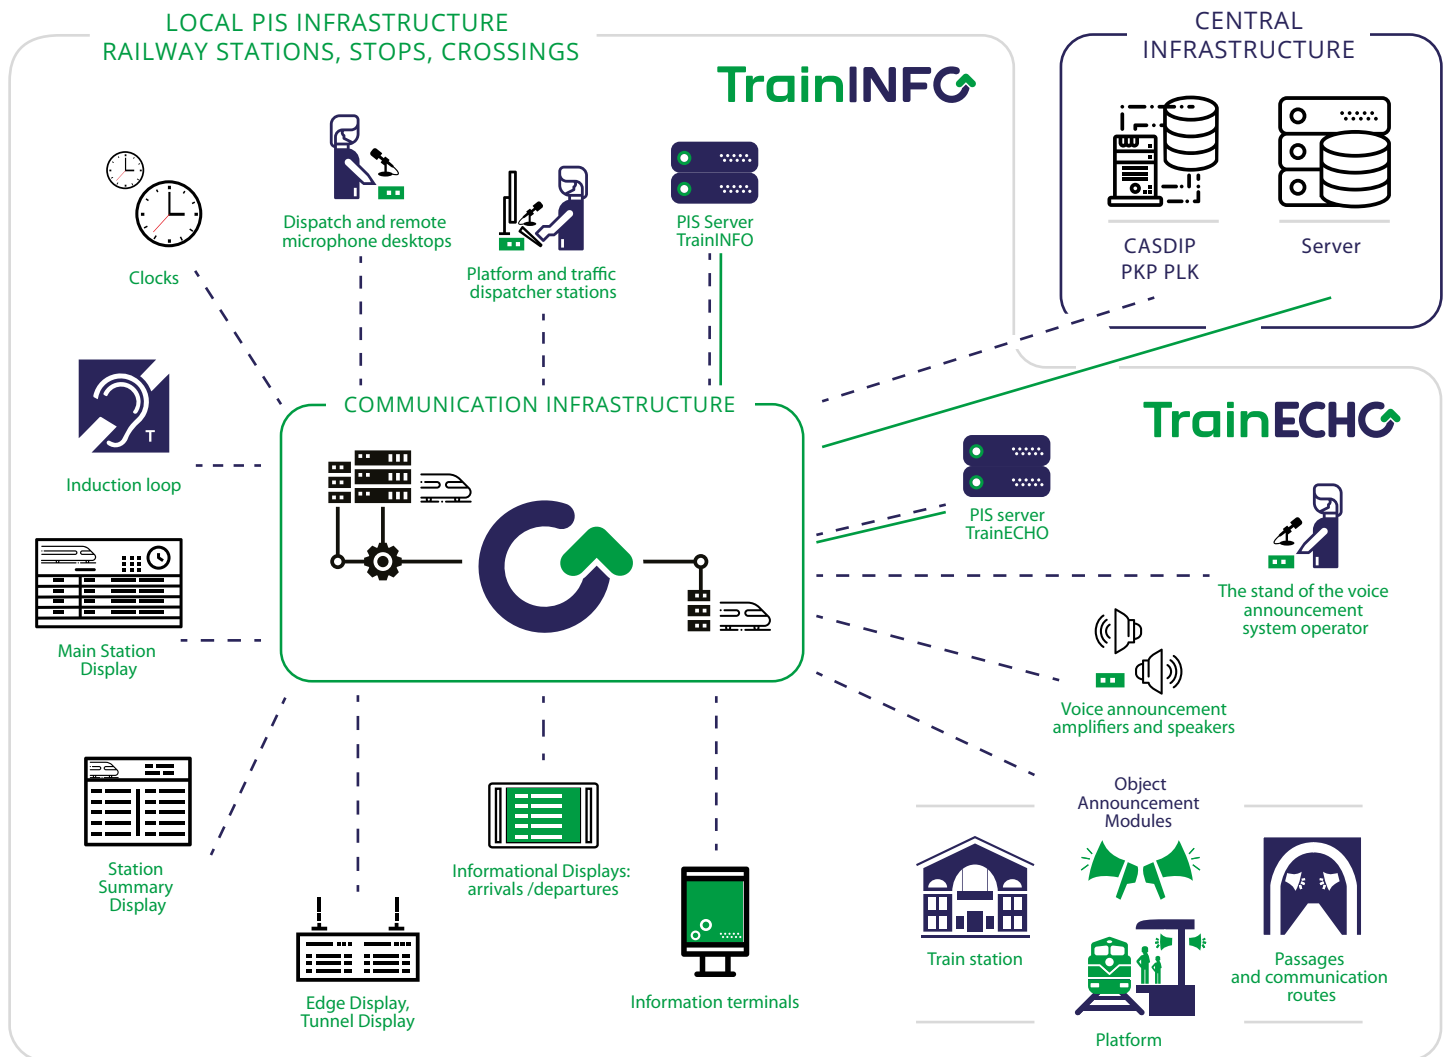 LOCAL PIS INFRASTRUCTURE
RAILWAY STATIONS, STOPS, CROSSINGS
CENTRAL
INFRASTRUCTURE
TrainINFO
CASDIP
PKP PLK
Server
Clocks
Dispatch and remote
microphone desktops
Platform and traffic
dispatcher stations
PIS Server
TrainINFO
COMMUNICATION INFRASTRUCTURE
TrainECHO
T
Induction loop
PIS server
TrainECHO
The stand of the voice
announcement
system operator
Main Station
Display
Voice announcement
amplifiers and speakers
Station
Summary
Display
Edge Display,
Tunnel Display
Informational Displays:
arrivals /departures
Information terminals
Object
Announcement
Modules
Train station
Platform
Passages
and communication
routes